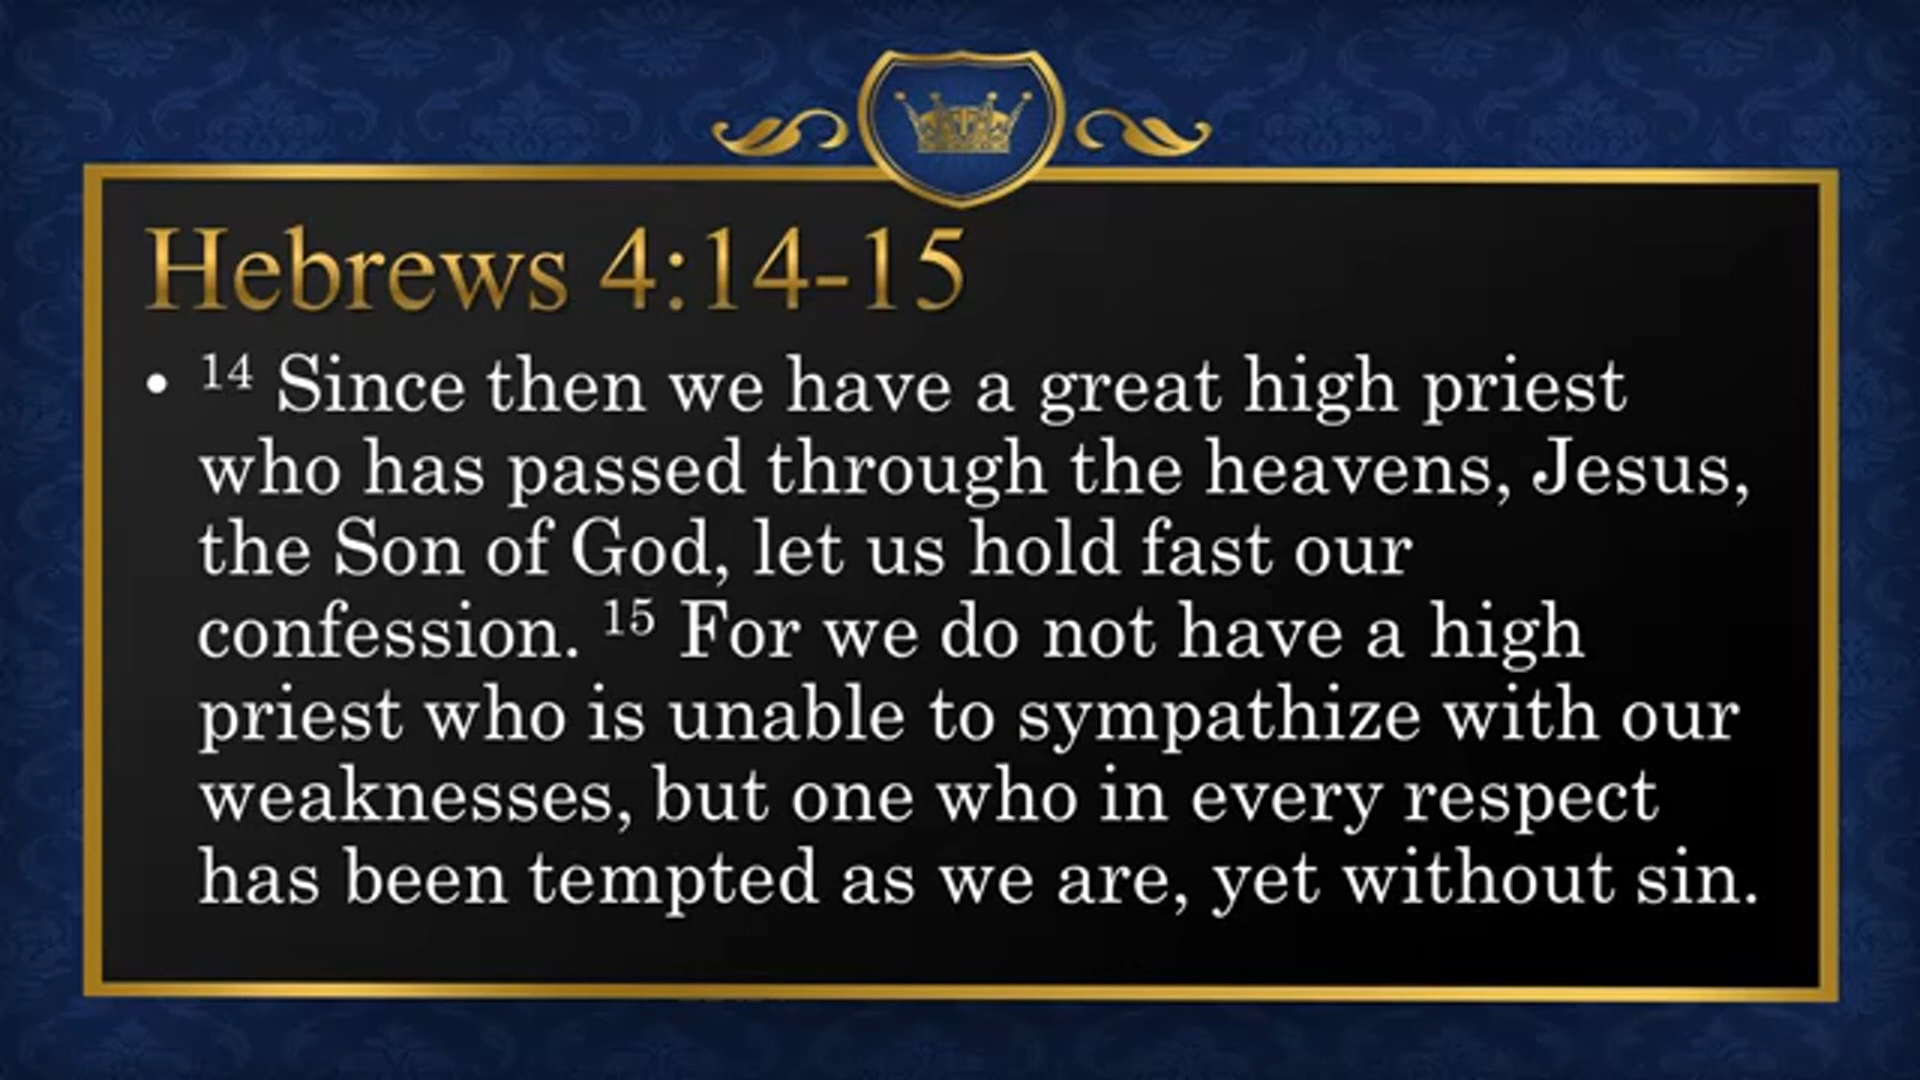 Hebrews 4:14-15
• 14 Since then we have a great high priest
who has passed through the heavens, Jesus,
the Son of God, let us hold fast our
confession. 15 For we do not have a high
priest who is unable to sympathize with our
weaknesses, but one who in every respect
has been tempted as we are, yet without sin.